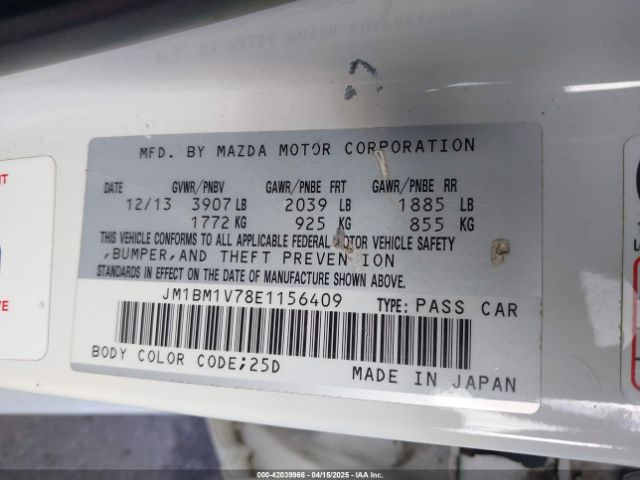 MFD. BY MAZDA MOTOR CORPORATION
DATE GVWR/PNBV GAWR/PNBE FRT GAWR/PNBE RR
12/13 3907 LB 2039 LB 1885 LB
1772 KG 925 KG 855 KG
THIS VEHICLE CONFORMS TO ALL APPLICABLE FEDERAL MOTOR VEHICLE SAFETY
,BUMPER,AND THEFT PREVENTION
STANDARDS IN EFFECT ON THE DATE OF MANUFACTURE SHOWN ABOVE.
JM1BM1V78E1156409 TYPE: PASS CAR
BODY COLOR CODE;25D
MADE IN JAPAN
000-42039966 - 04/15/2025 - IAA Inc.